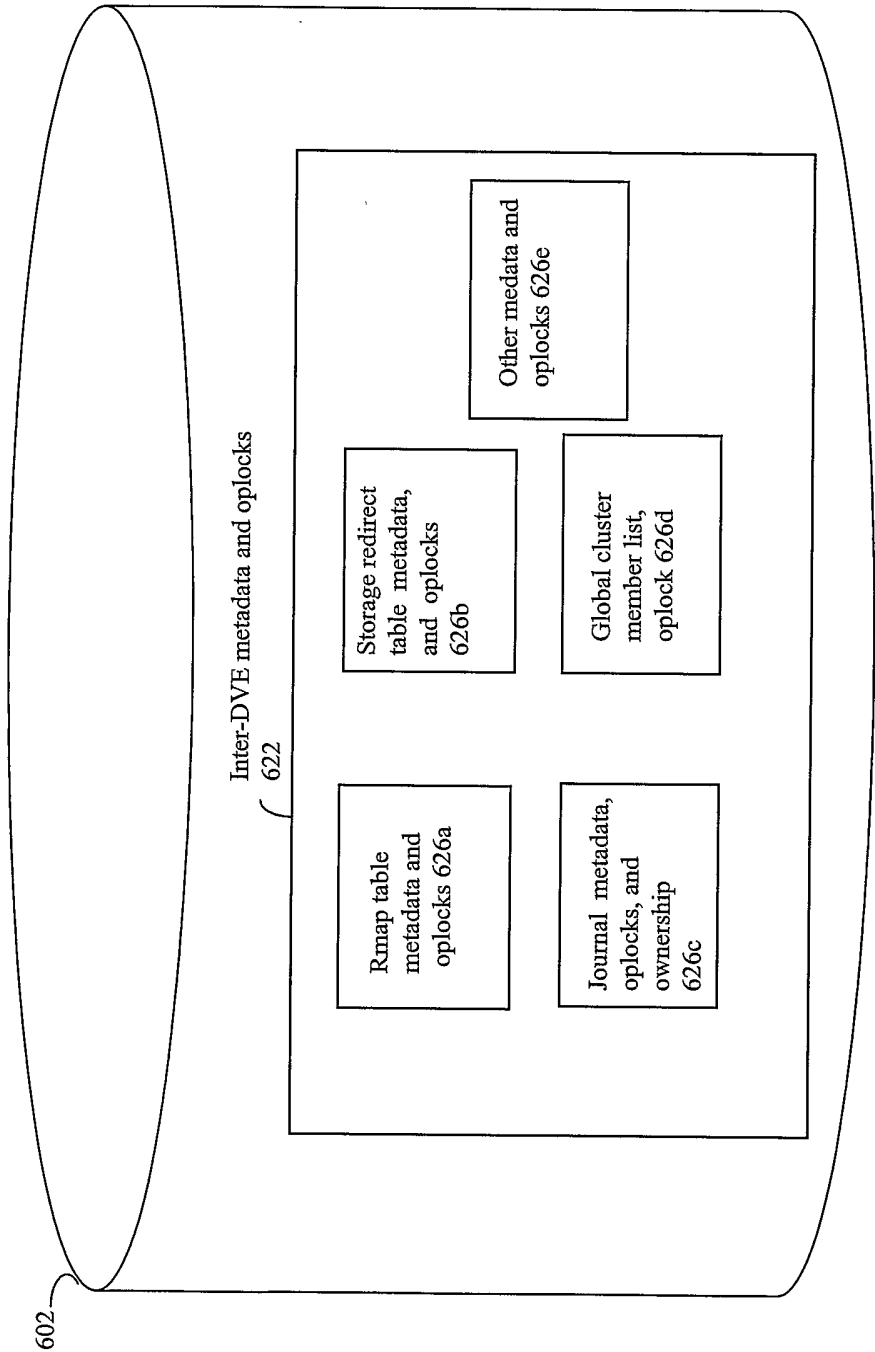 602
Inter-DVE metadata and oplocks
622
Rmap table
metadata and
oplocks 626a
Storage redirect
table metadata,
and oplocks
626b
Other medata and
oplocks 626e
Journal metadata,
oplocks, and
ownership
626c
Global cluster
member list,
oplock 626d